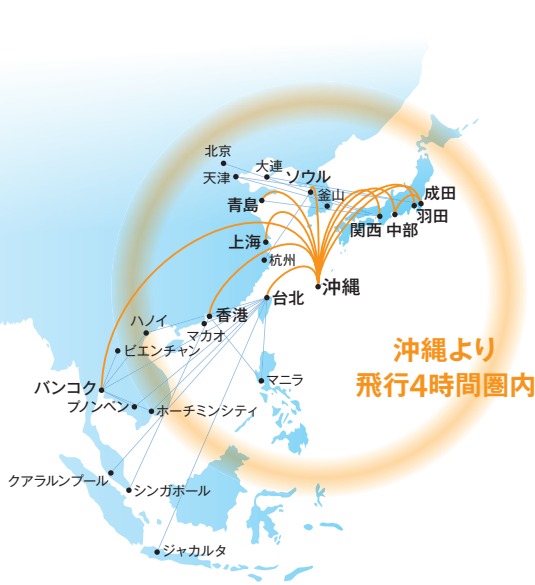 北京
大連
天津
ソウル
釜山
青島
成田
羽田
関西
中部
上海
杭州
沖縄
台北
香港
マカオ
ハノイ
ビエンチャン
バンコク
プノンペン
ホーチミンシティ
マニラ
沖縄より
飛行4時間圏内
クアラルンプール
シンガポール
ジャカルタ